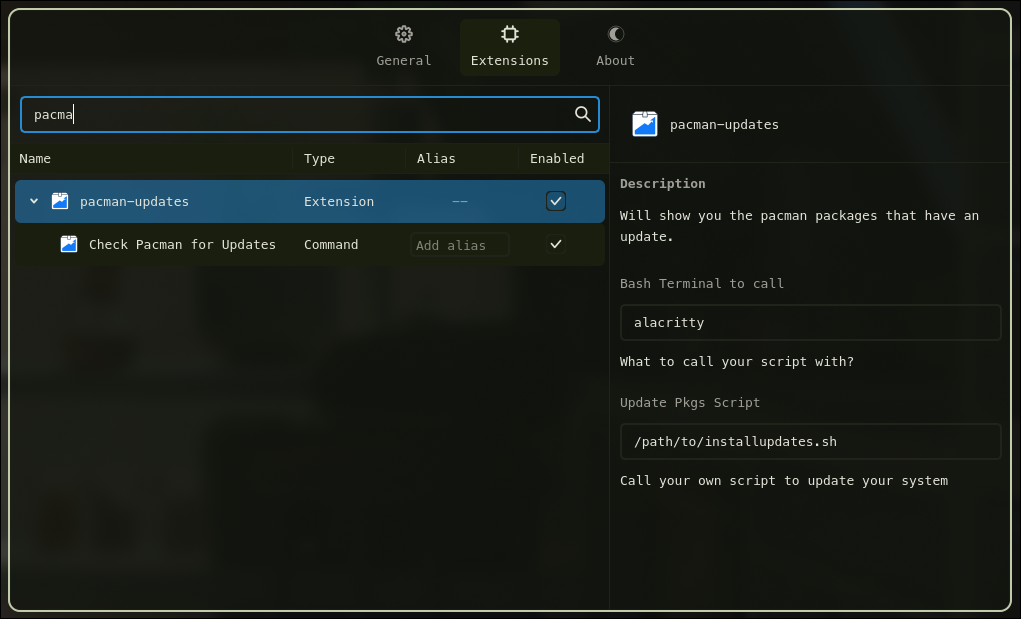 General Extensions About
pacma
Name Type Alias Enabled
pacman-updates Extension --
Check Pacman for Updates Command Add alias
pacman-updates
Description
Will show you the pacman packages that have an
update.
Bash Terminal to call
alacritty
What to call your script with?
Update Pkgs Script
/path/to/installupdates.sh
Call your own script to update your system